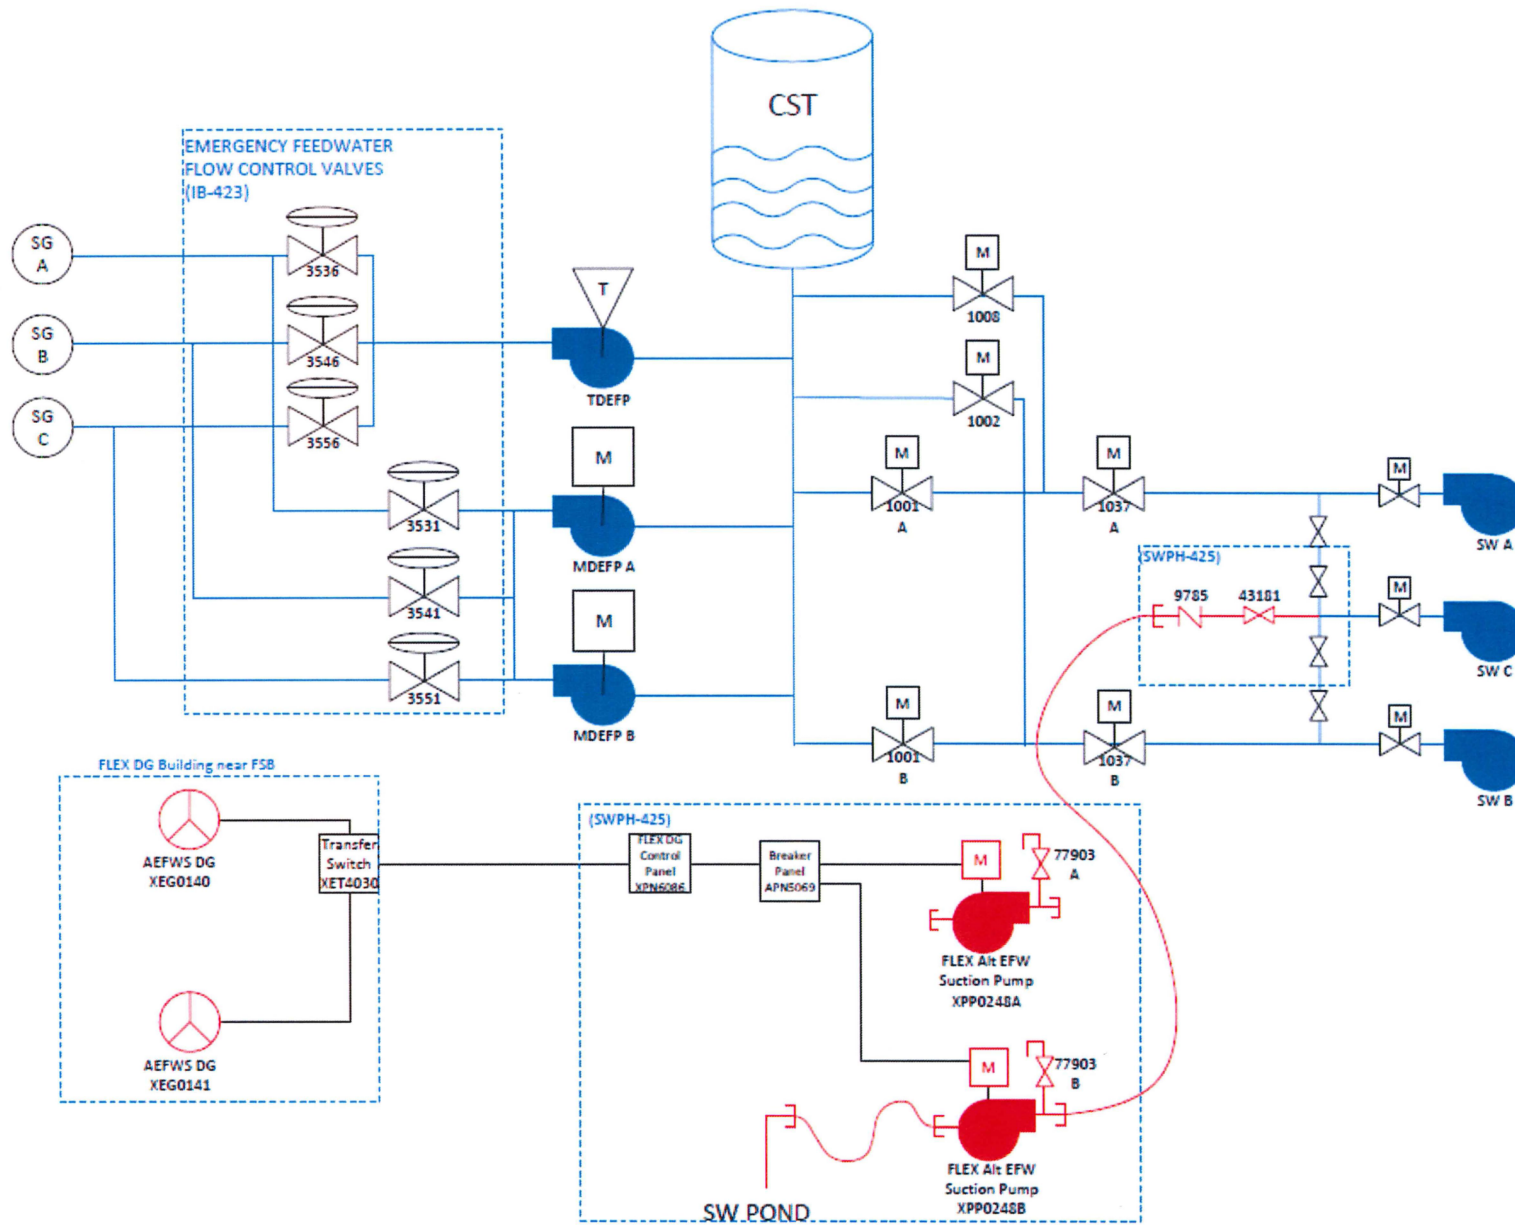 CST
EMERGENCY FEEDWATER
FLOW CONTROL VALVES
(IB-423)
SG
A
SG
B
SG
C
3536
3546
3556
3531
3541
3551
T
TDEFP
M
MDEFP A
M
MDEFP B
M
1008
M
1002
M
1001
A
M
1037
A
M
SW A
(SWPH-425)
9785
43181
M
SW C
M
1001
B
M
1037
B
M
SW B
FLEX DG Building near FSB
AEFWS DG
XEG0140
Transfer
Switch
XET4030
AEFWS DG
XEG0141
(SWPH-425)
FLEX DG
Control
Panel
XPN6086
Breaker
Panel
APN5069
M
77903
A
FLEX Alt EFW
Suction Pump
XPP0248A
M
77903
B
FLEX Alt EFW
Suction Pump
XPP0248B
SW POND